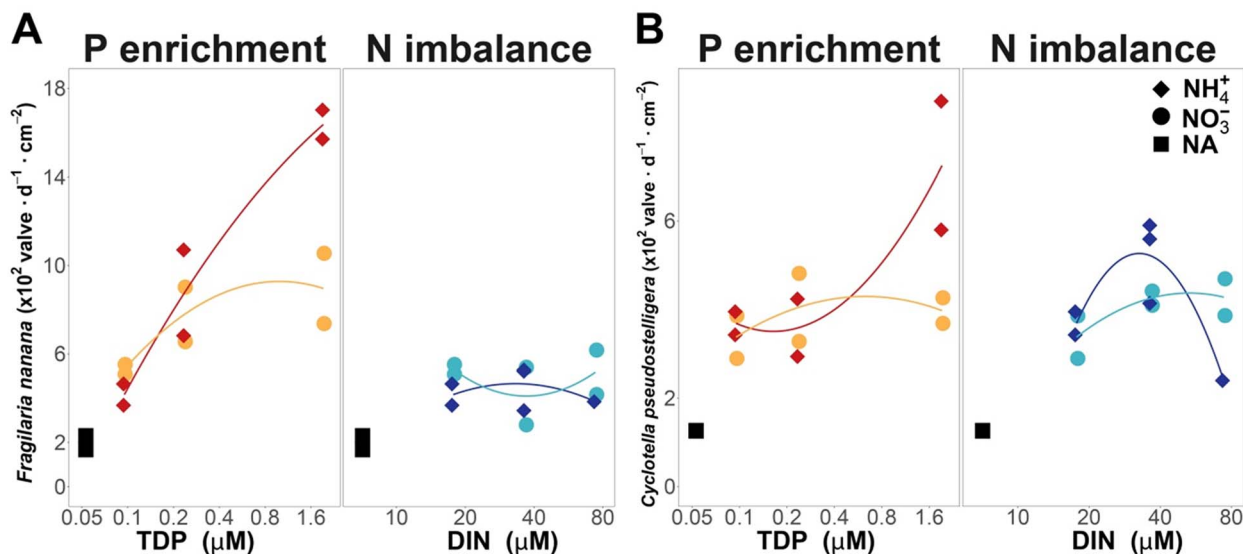 A
P enrichment
N imbalance
Fragilaria nanana (x10² valve · d⁻¹ · cm⁻²)
18
14
10
6
2
0
0.05 0.1 0.2 0.4 0.8 1.6
TDP (μM)
10 20 40 80
DIN (μM)
B
P enrichment
N imbalance
NH₄⁺
NO₃⁻
NA
Cyclotella pseudostelligera (x10² valve · d⁻¹ · cm⁻²)
6
2
0
0.05 0.1 0.2 0.4 0.8 1.6
TDP (μM)
10 20 40 80
DIN (μM)